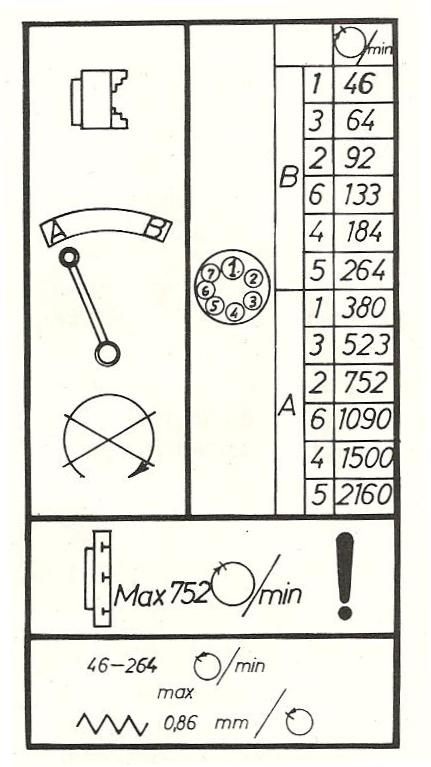 /min
B
1 46
3 64
2 92
6 133
4 184
5 264
A
1 380
3 523
2 752
6 1090
4 1500
5 2160
A B
1
2
3
4
5
6
7
Max 752 /min !
46-264 /min
max
0,86 mm /